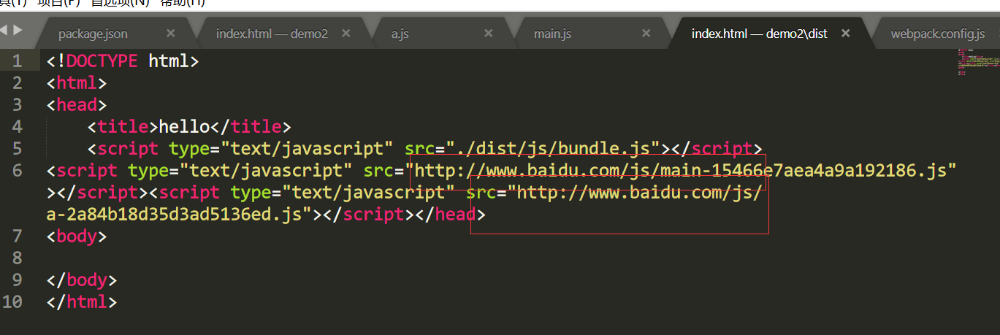 具(T) 项目(P) 首选项(N) 帮助(H)
package.json × index.html — demo2 × a.js × main.js × index.html — demo2\dist × webpack.config.js
1 <!DOCTYPE html>
2 <html>
3 <head>
4 <title>hello</title>
5 <script type="text/javascript" src="./dist/js/bundle.js"></script>
6 <script type="text/javascript" src="http://www.baidu.com/js/main-15466e7aea4a9a192186.js"
></script><script type="text/javascript" src="http://www.baidu.com/js/
a-2a84b18d35d3ad5136ed.js"></script></head>
7 <body>
8
9 </body>
10 </html>